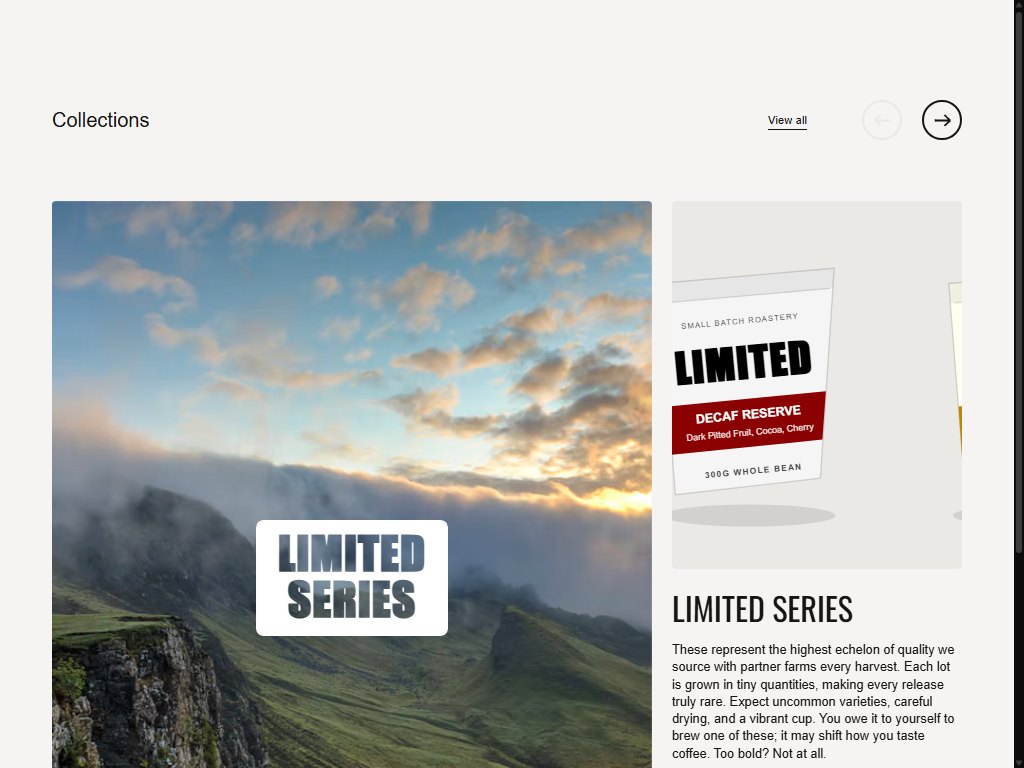 Collections
View all
LIMITED
SERIES
SMALL BATCH ROASTERY
LIMITED
DECAF RESERVE
Dark Pitted Fruit, Cocoa, Cherry
300G WHOLE BEAN
LIMITED SERIES
These represent the highest echelon of quality we
source with partner farms every harvest. Each lot
is grown in tiny quantities, making every release
truly rare. Expect uncommon varieties, careful
drying, and a vibrant cup. You owe it to yourself to
brew one of these; it may shift how you taste
coffee. Too bold? Not at all.